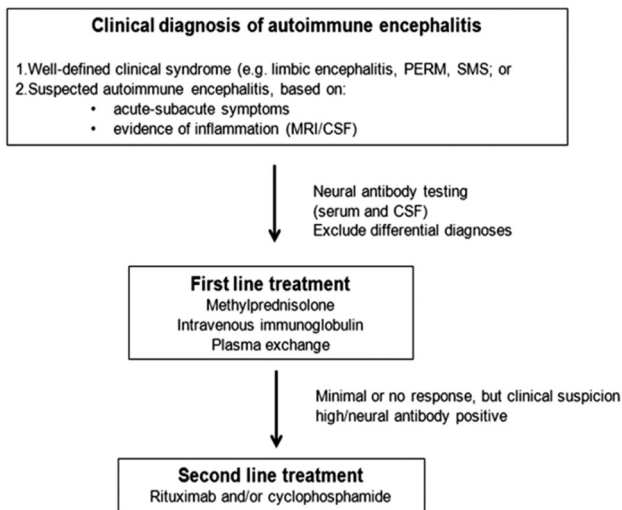 Clinical diagnosis of autoimmune encephalitis
1.Well-defined clinical syndrome (e.g. limbic encephalitis, PERM, SMS; or
2.Suspected autoimmune encephalitis, based on:
• acute-subacute symptoms
• evidence of inflammation (MRI/CSF)
Neural antibody testing
(serum and CSF)
Exclude differential diagnoses
First line treatment
Methylprednisolone
Intravenous immunoglobulin
Plasma exchange
Minimal or no response, but clinical suspicion
high/neural antibody positive
Second line treatment
Rituximab and/or cyclophosphamide